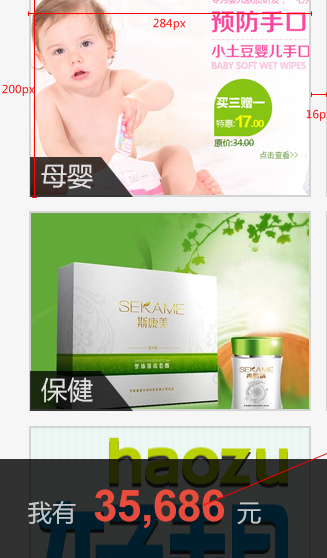 284px
预防手口
小土豆婴儿手口
BABY SOFT WET WIPES
200px
16p
买三赠一
特惠:17.00
原价:34.00
点击查看>>
母婴
SEKAME
斯康美
SEKAME
保健
haozu
我有 35,686 元